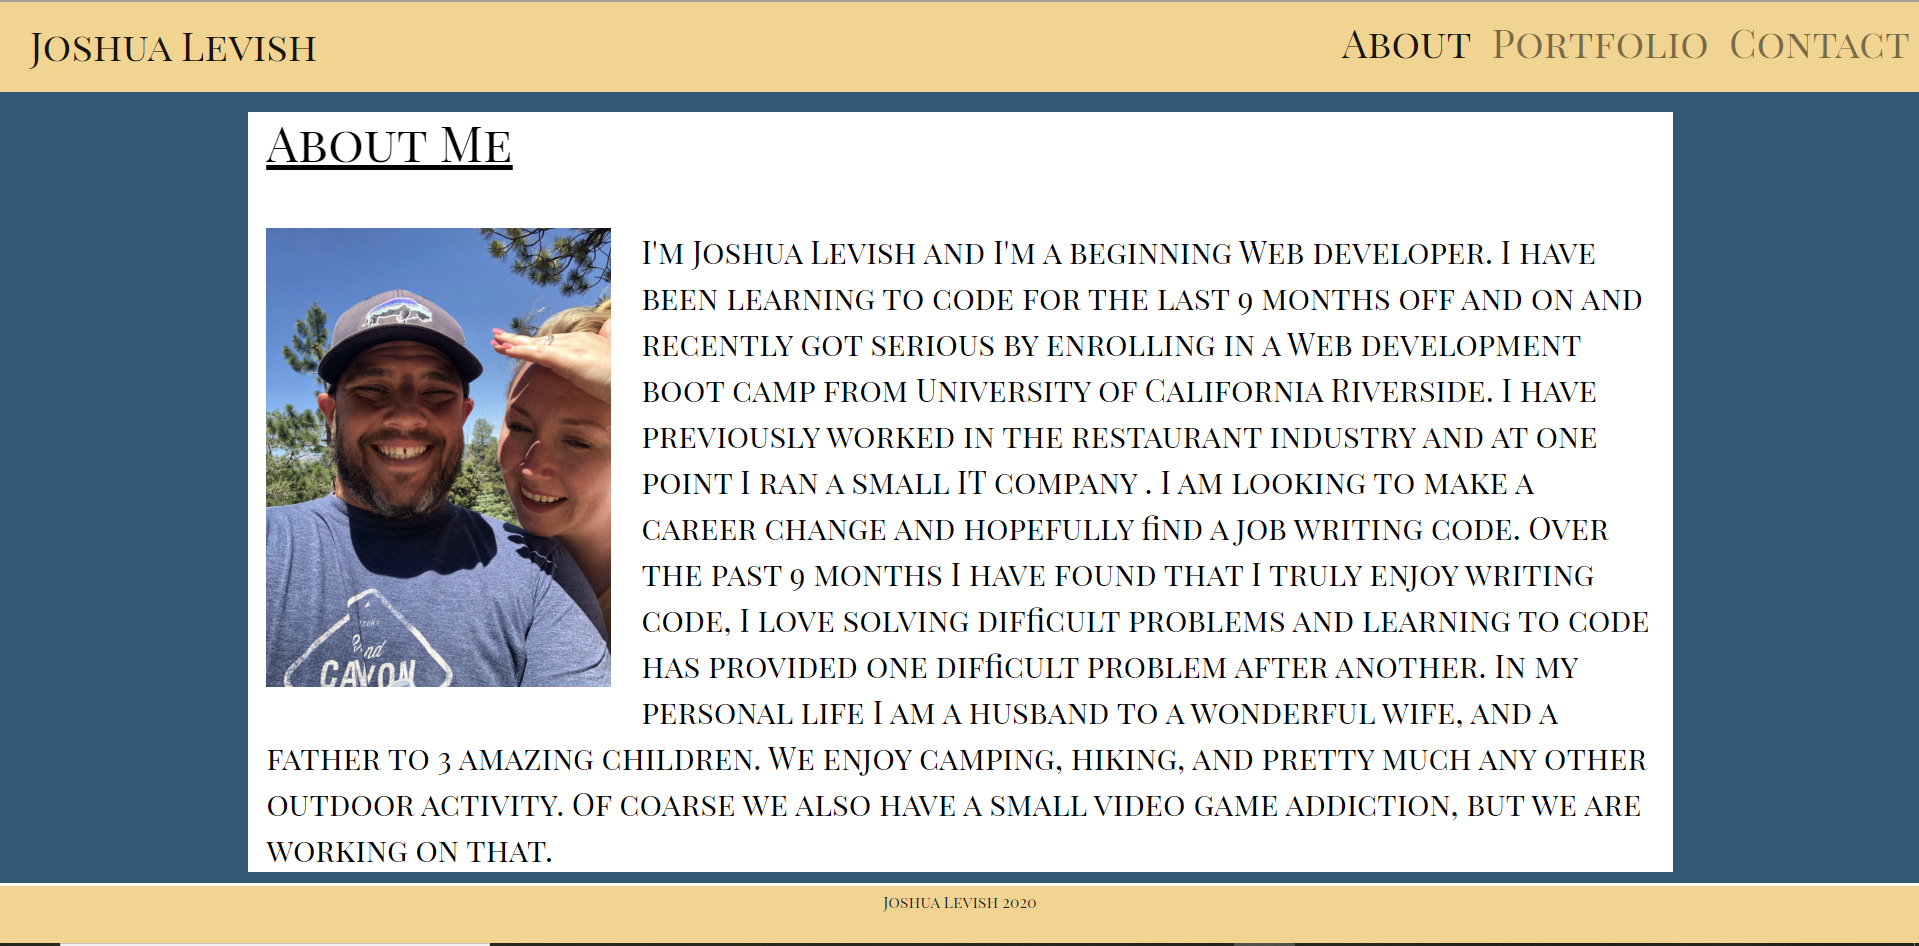 Joshua Levish
About Portfolio Contact
About Me
I'm Joshua Levish and I'm a beginning Web developer. I have
been learning to code for the last 9 months off and on and
recently got serious by enrolling in a Web development
boot camp from University of California Riverside. I have
previously worked in the restaurant industry and at one
point I ran a small IT company . I am looking to make a
career change and hopefully find a job writing code. Over
the past 9 months I have found that I truly enjoy writing
code, I love solving difficult problems and learning to code
has provided one difficult problem after another. In my
personal life I am a husband to a wonderful wife, and a
father to 3 amazing children. We enjoy camping, hiking, and pretty much any other
outdoor activity. Of coarse we also have a small video game addiction, but we are
working on that.
CANYON
Joshua Levish 2020